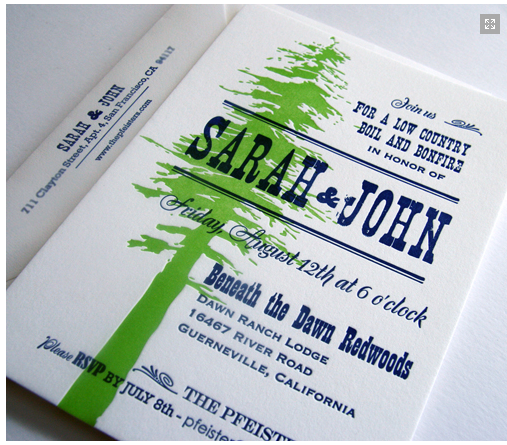 SARAH & JOHN
711 Clayton Street, Apt. 4, San Francisco, CA 94117
www.thepfeisters.com
Join us
FOR A LOW COUNTRY
BOIL AND BONFIRE
IN HONOR OF
SARAH & JOHN
Friday, August 12th at 6 o'clock
Beneath the Dawn Redwoods
DAWN RANCH LODGE
16467 RIVER ROAD
GUERNEVILLE, CALIFORNIA
Please RSVP BY JULY 8th - THE PFEIST
pfeister